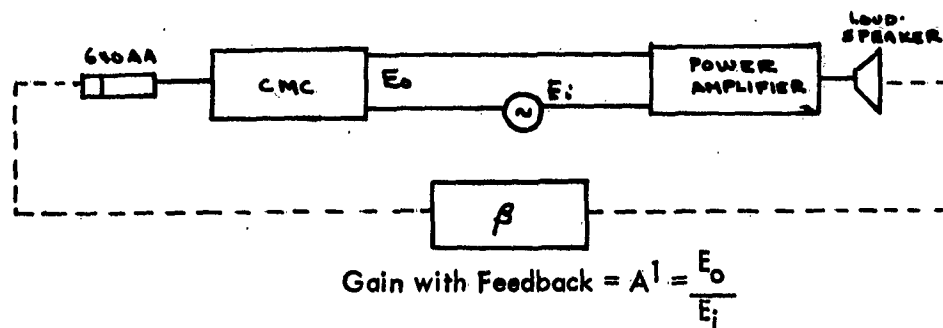 LOUD-
SPEAKER
640AA
CMC
E₀
Eᵢ
POWER
AMPLIFIER
β
Gain with Feedback = A¹ = E₀/Eᵢ